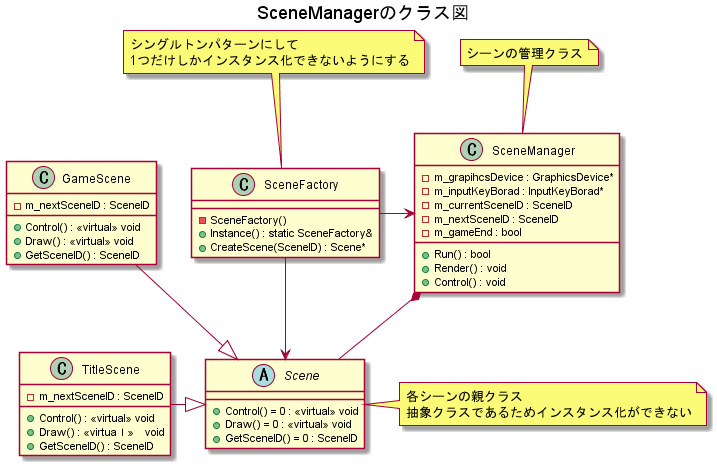 SceneManagerのクラス図
シングルトンパターンにして
1つだけしかインスタンス化できないようにする
シーンの管理クラス
C GameScene
m_nextSceneID : SceneID
Control() : «virtual» void
Draw() : «virtual» void
GetSceneID() : SceneID
C SceneFactory
SceneFactory()
Instance() : static SceneFactory&
CreateScene(SceneID) : Scene*
C SceneManager
m_grapihcsDevice : GraphicsDevice*
m_inputKeyBorad : InputKeyBorad*
m_currentSceneID : SceneID
m_nextSceneID : SceneID
m_gameEnd : bool
Run() : bool
Render() : void
Control() : void
C TitleScene
m_nextSceneID : SceneID
Control() : «virtual» void
Draw() : «virtuaｌ» void
GetSceneID() : SceneID
A Scene
Control() = 0 : «virtual» void
Draw() = 0 : «virtual» void
GetSceneID() = 0 : SceneID
各シーンの親クラス
抽象クラスであるためインスタンス化ができない